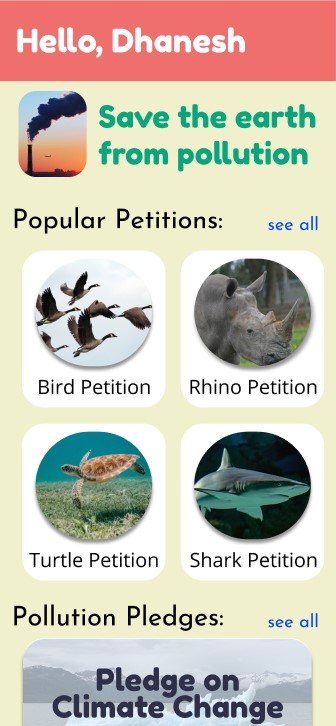 Hello, Dhanesh
Save the earth
from pollution
Popular Petitions:
see all
Bird Petition
Rhino Petition
Turtle Petition
Shark Petition
Pollution Pledges:
see all
Pledge on
Climate Change